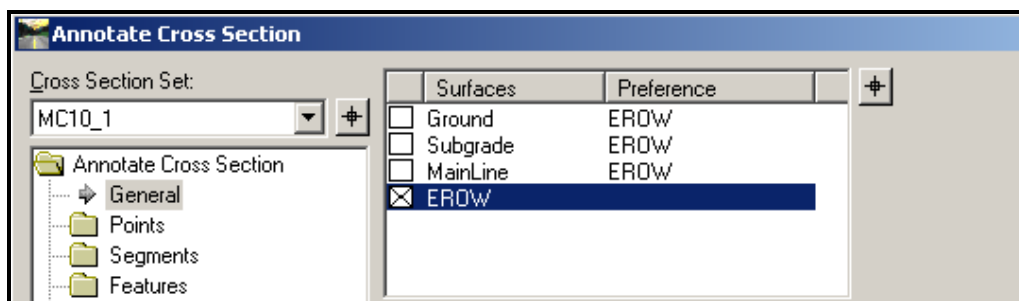 Annotate Cross Section
Cross Section Set:
MC10_1
Annotate Cross Section
General
Points
Segments
Features
Surfaces Preference
Ground EROW
Subgrade EROW
MainLine EROW
EROW